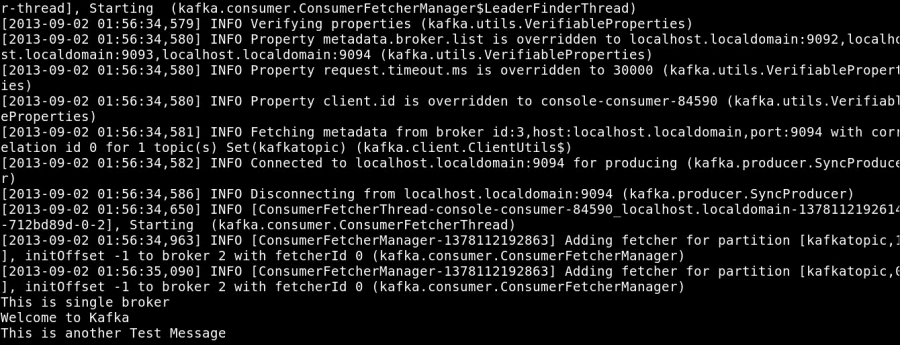 r-thread], Starting  (kafka.consumer.ConsumerFetcherManager$LeaderFinderThread)
[2013-09-02 01:56:34,579] INFO Verifying properties (kafka.utils.VerifiableProperties)
[2013-09-02 01:56:34,580] INFO Property metadata.broker.list is overridden to localhost.localdomain:9092,localho
st.localdomain:9093,localhost.localdomain:9094 (kafka.utils.VerifiableProperties)
[2013-09-02 01:56:34,580] INFO Property request.timeout.ms is overridden to 30000 (kafka.utils.VerifiablePropert
ies)
[2013-09-02 01:56:34,580] INFO Property client.id is overridden to console-consumer-84590 (kafka.utils.Verifiabl
eProperties)
[2013-09-02 01:56:34,581] INFO Fetching metadata from broker id:3,host:localhost.localdomain,port:9094 with corr
elation id 0 for 1 topic(s) Set(kafkatopic) (kafka.client.ClientUtils$)
[2013-09-02 01:56:34,582] INFO Connected to localhost.localdomain:9094 for producing (kafka.producer.SyncProduce
r)
[2013-09-02 01:56:34,586] INFO Disconnecting from localhost.localdomain:9094 (kafka.producer.SyncProducer)
[2013-09-02 01:56:34,650] INFO [ConsumerFetcherThread-console-consumer-84590_localhost.localdomain-1378112192614
-712bd89d-0-2], Starting  (kafka.consumer.ConsumerFetcherThread)
[2013-09-02 01:56:34,963] INFO [ConsumerFetcherManager-1378112192863] Adding fetcher for partition [kafkatopic,1
], initOffset -1 to broker 2 with fetcherId 0 (kafka.consumer.ConsumerFetcherManager)
[2013-09-02 01:56:35,090] INFO [ConsumerFetcherManager-1378112192863] Adding fetcher for partition [kafkatopic,0
], initOffset -1 to broker 2 with fetcherId 0 (kafka.consumer.ConsumerFetcherManager)
This is single broker
Welcome to Kafka
This is another Test Message